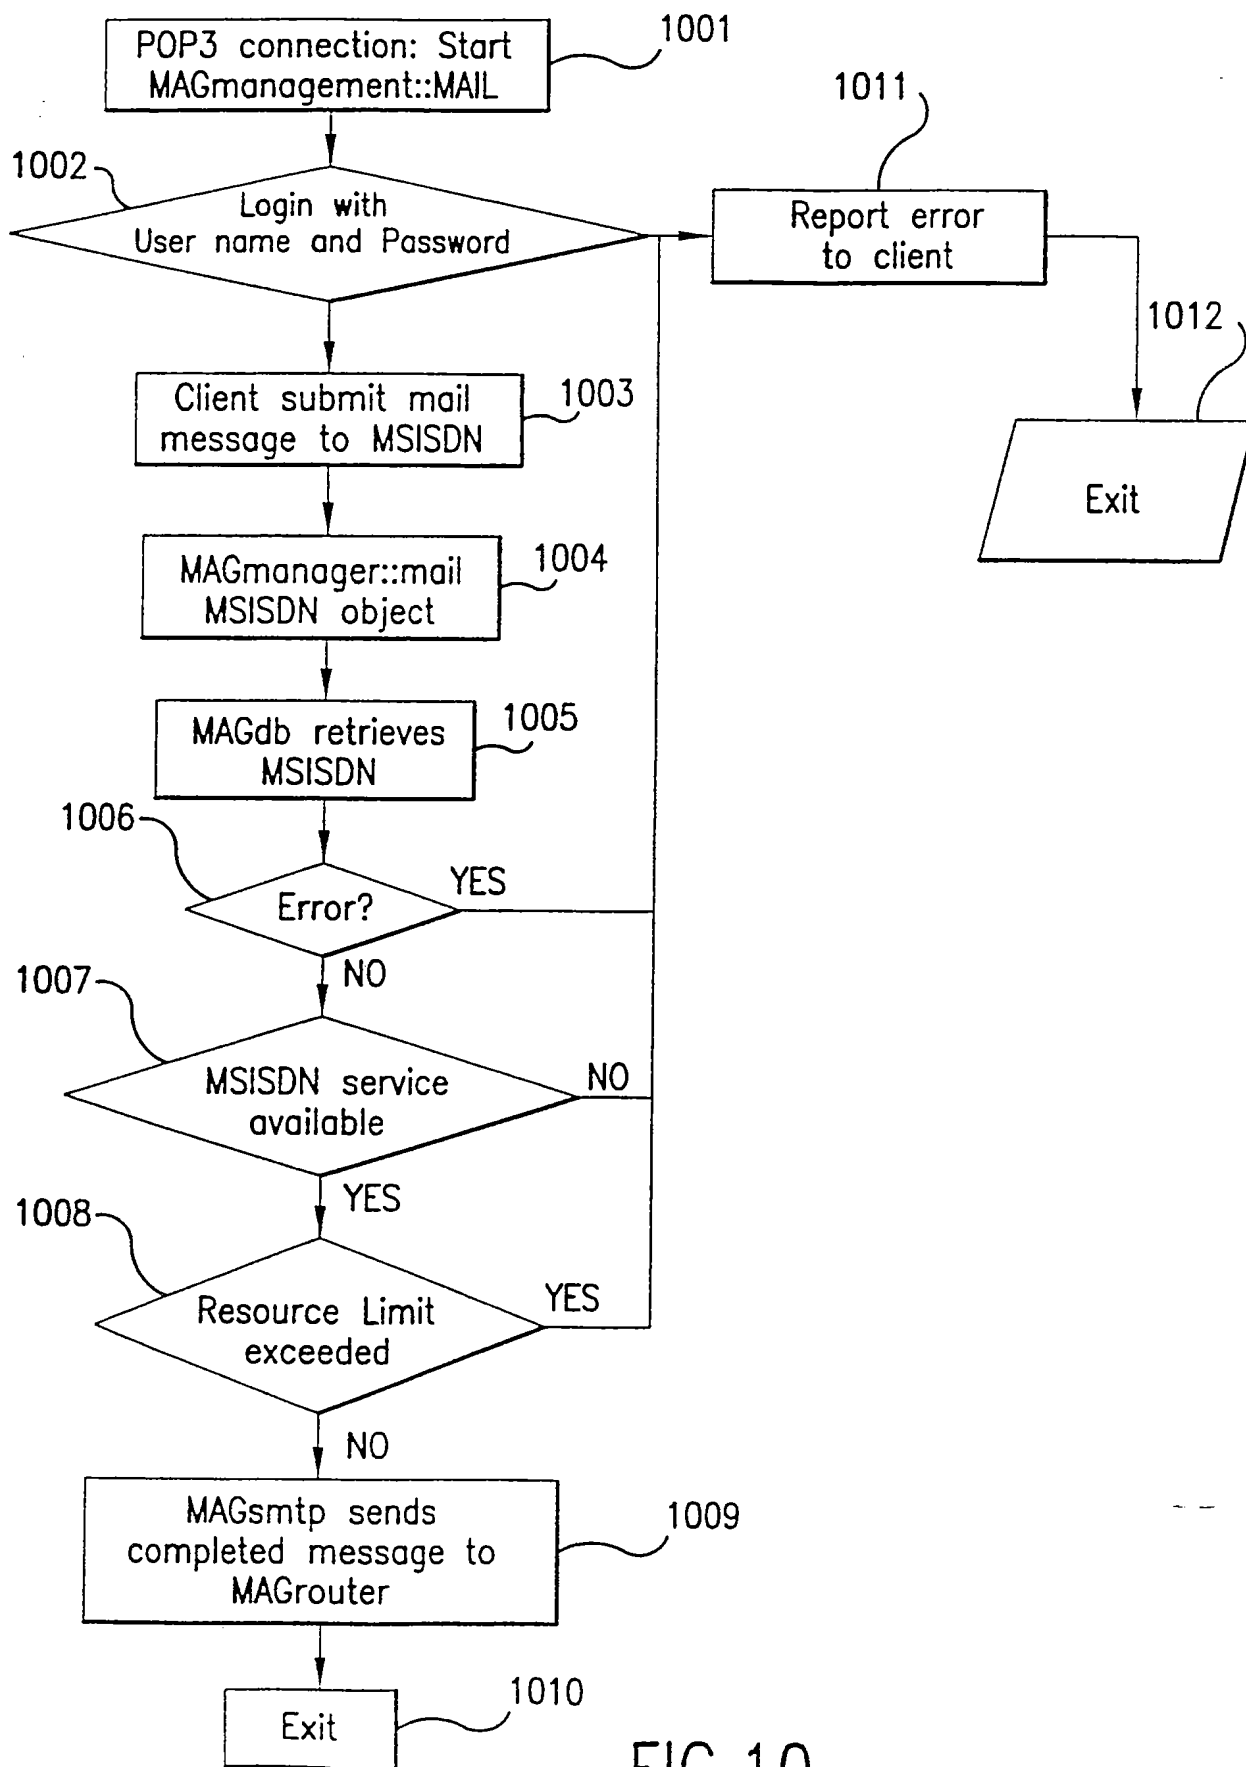 POP3 connection: Start
MAGmanagement::MAIL
1001
1002
Login with
User name and Password
1011
Report error
to client
1012
Exit
Client submit mail
message to MSISDN
1003
MAGmanager::mail
MSISDN object
1004
MAGdb retrieves
MSISDN
1005
1006
Error?
YES
NO
1007
MSISDN service
available
NO
YES
1008
Resource Limit
exceeded
YES
NO
MAGsmtp sends
completed message to
MAGrouter
1009
Exit
1010
FIG.10